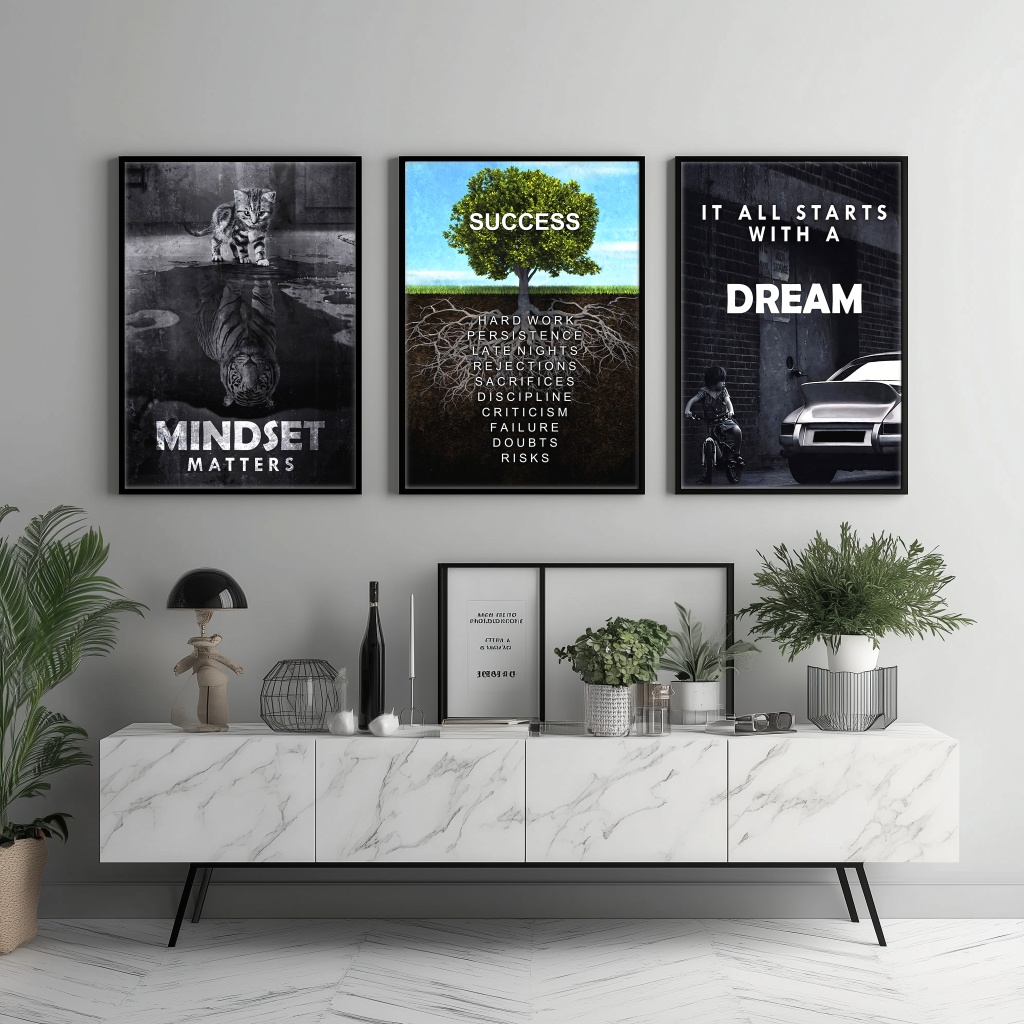 MINDSET
MATTERS
SUCCESS
HARD WORK
PERSISTENCE
LATE NIGHTS
REJECTIONS
SACRIFICES
DISCIPLINE
CRITICISM
FAILURE
DOUBTS
RISKS
IT ALL STARTS
WITH A
DREAM